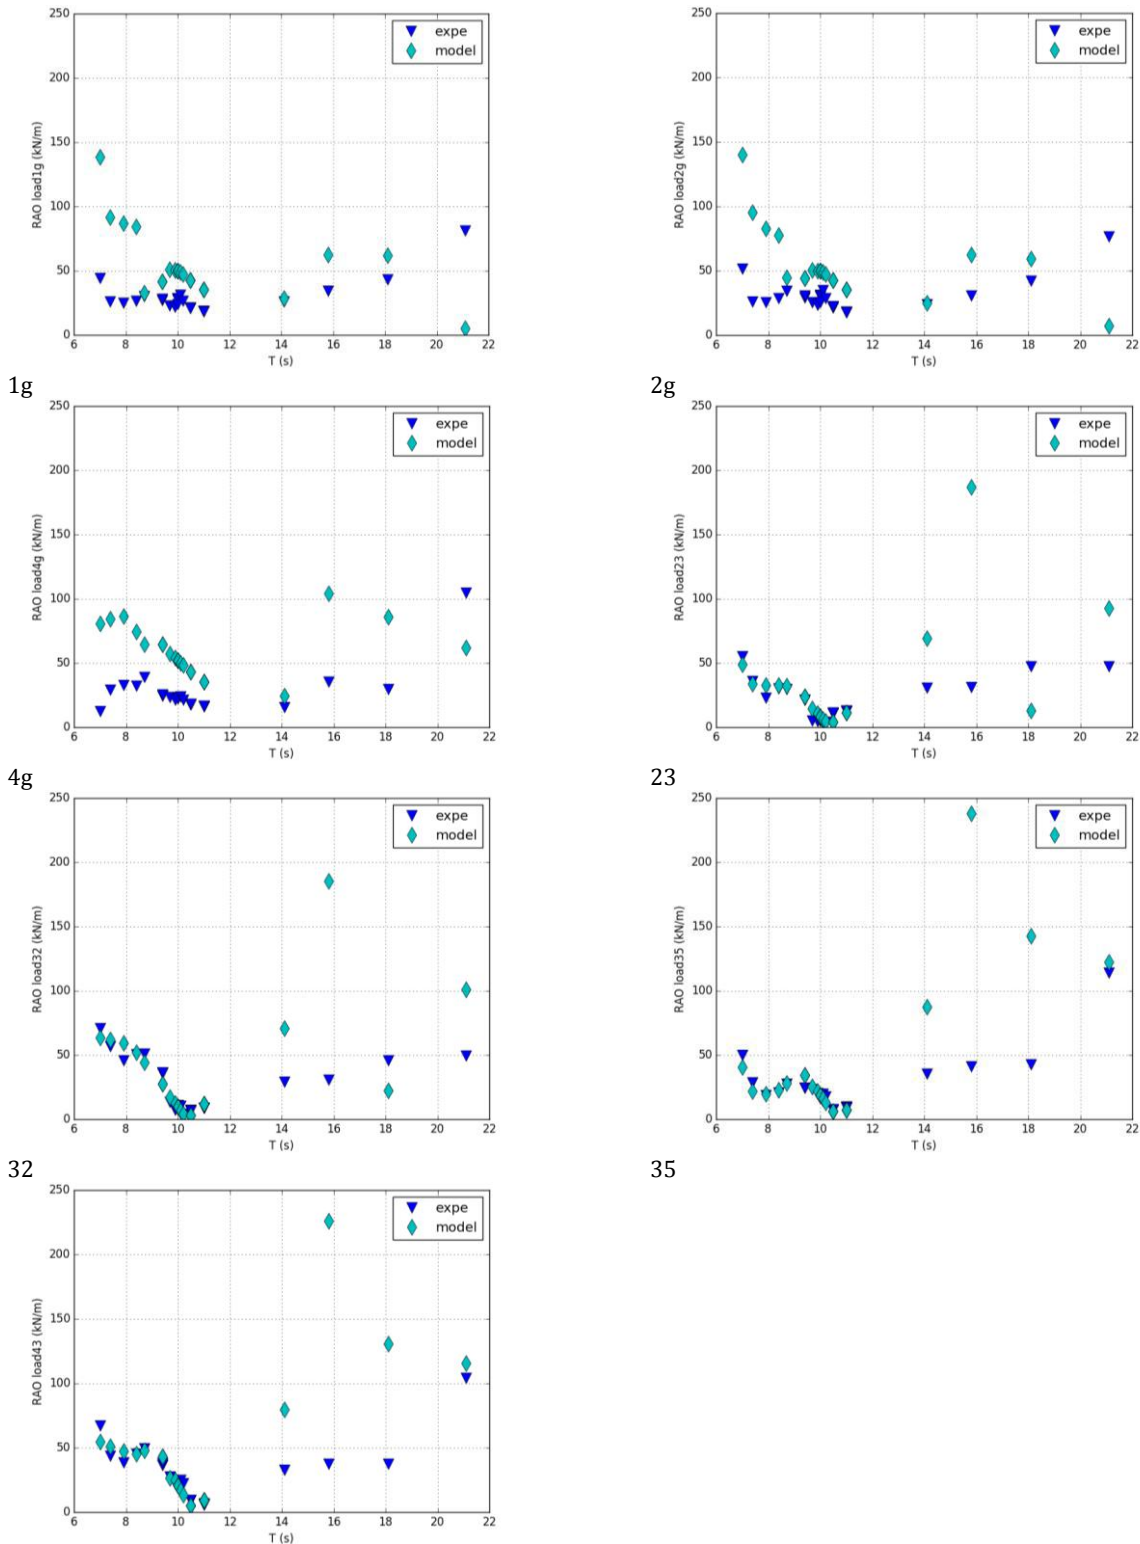 250
200
150
100
50
0
RAO load1g (kN/m)
expe
model
6 8 10 12 14 16 18 20 22
T (s)
1g
250
200
150
100
50
0
RAO load2g (kN/m)
expe
model
6 8 10 12 14 16 18 20 22
T (s)
2g
250
200
150
100
50
0
RAO load4g (kN/m)
expe
model
6 8 10 12 14 16 18 20 22
T (s)
4g
250
200
150
100
50
0
RAO load23 (kN/m)
expe
model
6 8 10 12 14 16 18 20 22
T (s)
23
250
200
150
100
50
0
RAO load32 (kN/m)
expe
model
6 8 10 12 14 16 18 20 22
T (s)
32
250
200
150
100
50
0
RAO load35 (kN/m)
expe
model
6 8 10 12 14 16 18 20 22
T (s)
35
250
200
150
100
50
0
RAO load43 (kN/m)
expe
model
6 8 10 12 14 16 18 20 22
T (s)